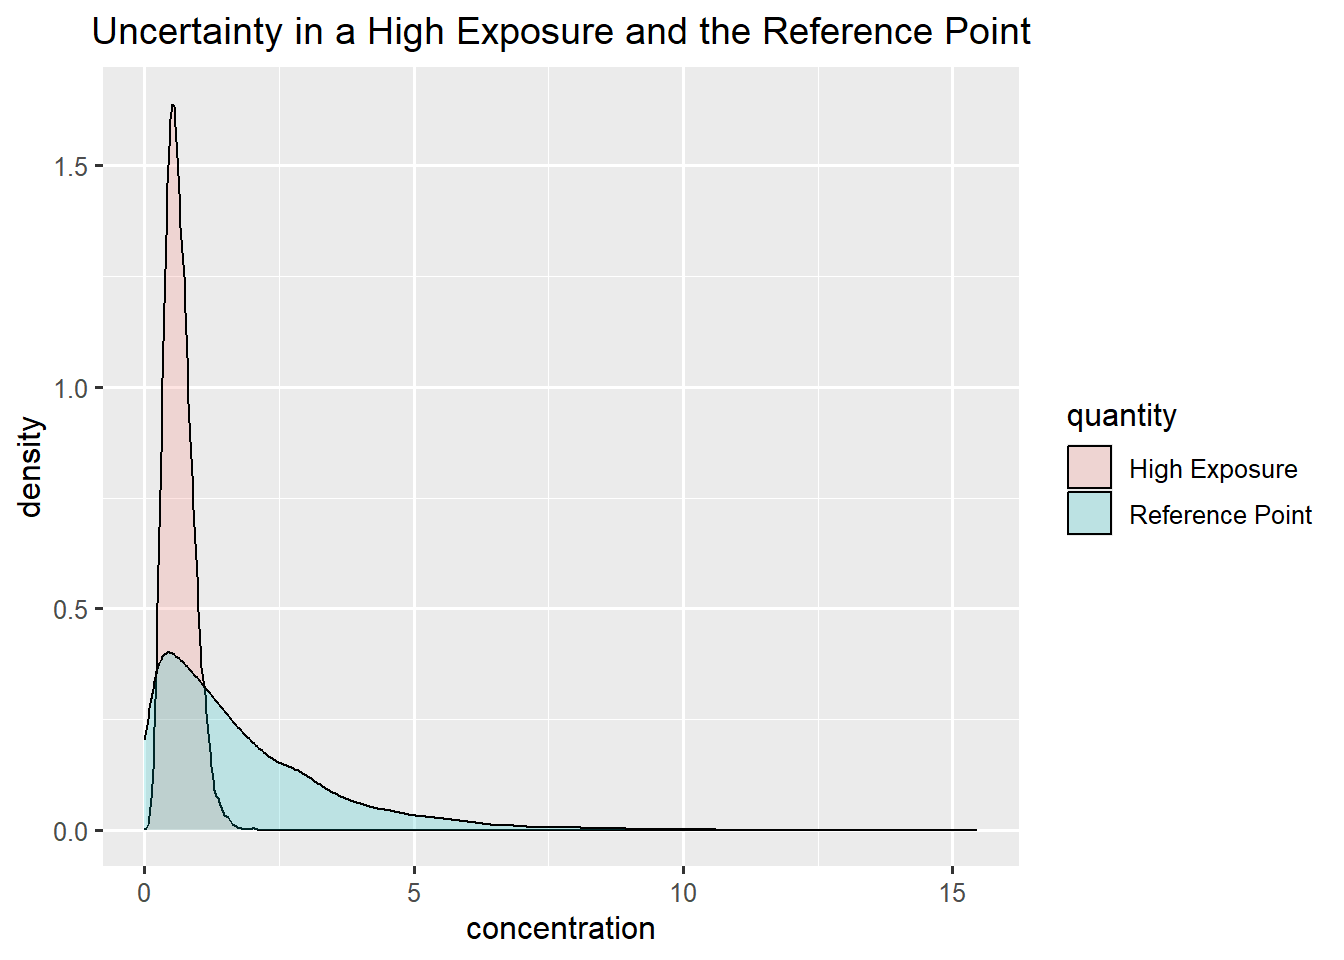 Uncertainty in a High Exposure and the Reference Point
density
1.5
1.0
0.5
0.0
0
5
10
15
concentration
quantity
High Exposure
Reference Point